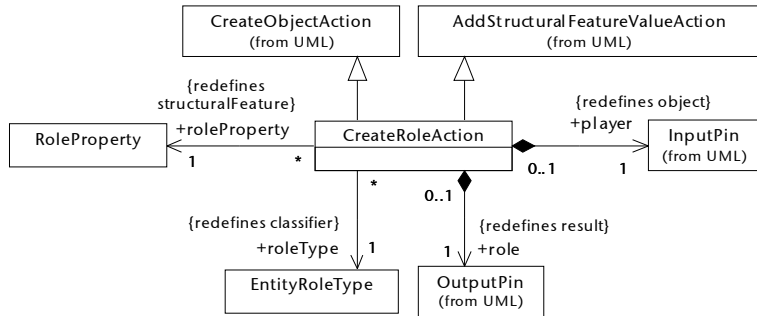 CreateObjectAction
(from UML)
AddStructuralFeatureValueAction
(from UML)
{redefines
structuralFeature}
+roleProperty
{redefines object}
+player
RoleProperty
CreateRoleAction
InputPin
(from UML)
1
*
0..1
1
*
0..1
{redefines classifier}
+roleType
1
{redefines result}
+role
1
EntityRoleType
OutputPin
(from UML)